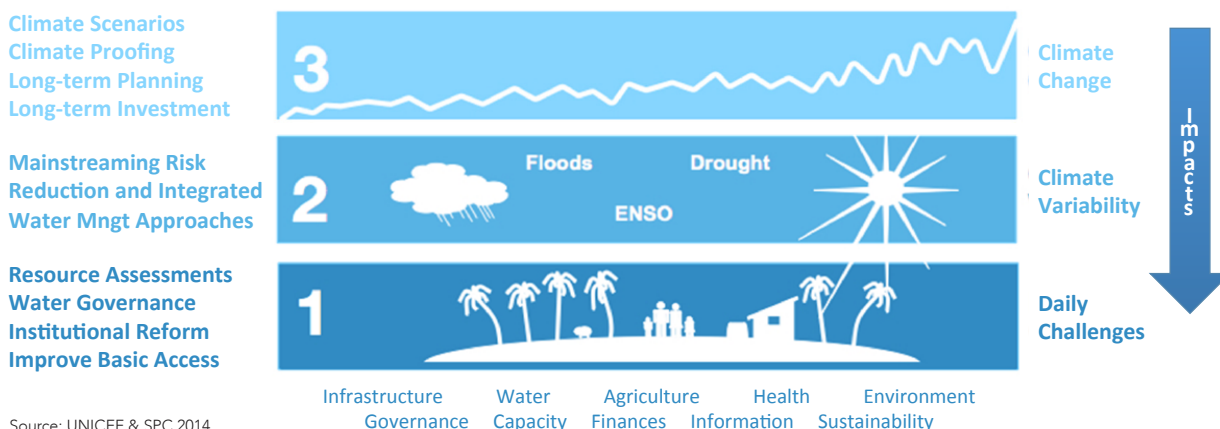 Climate Scenarios
Climate Proofing
Long-term Planning
Long-term Investment
3
Climate
Change
Mainstreaming Risk
Reduction and Integrated
Water Mngt Approaches
2
Floods
Drought
ENSO
Climate
Variability
Resource Assessments
Water Governance
Institutional Reform
Improve Basic Access
1
Daily
Challenges
Impacts
Infrastructure Water Agriculture Health Environment
Governance Capacity Finances Information Sustainability
Source: UNICEF & SPC 2014